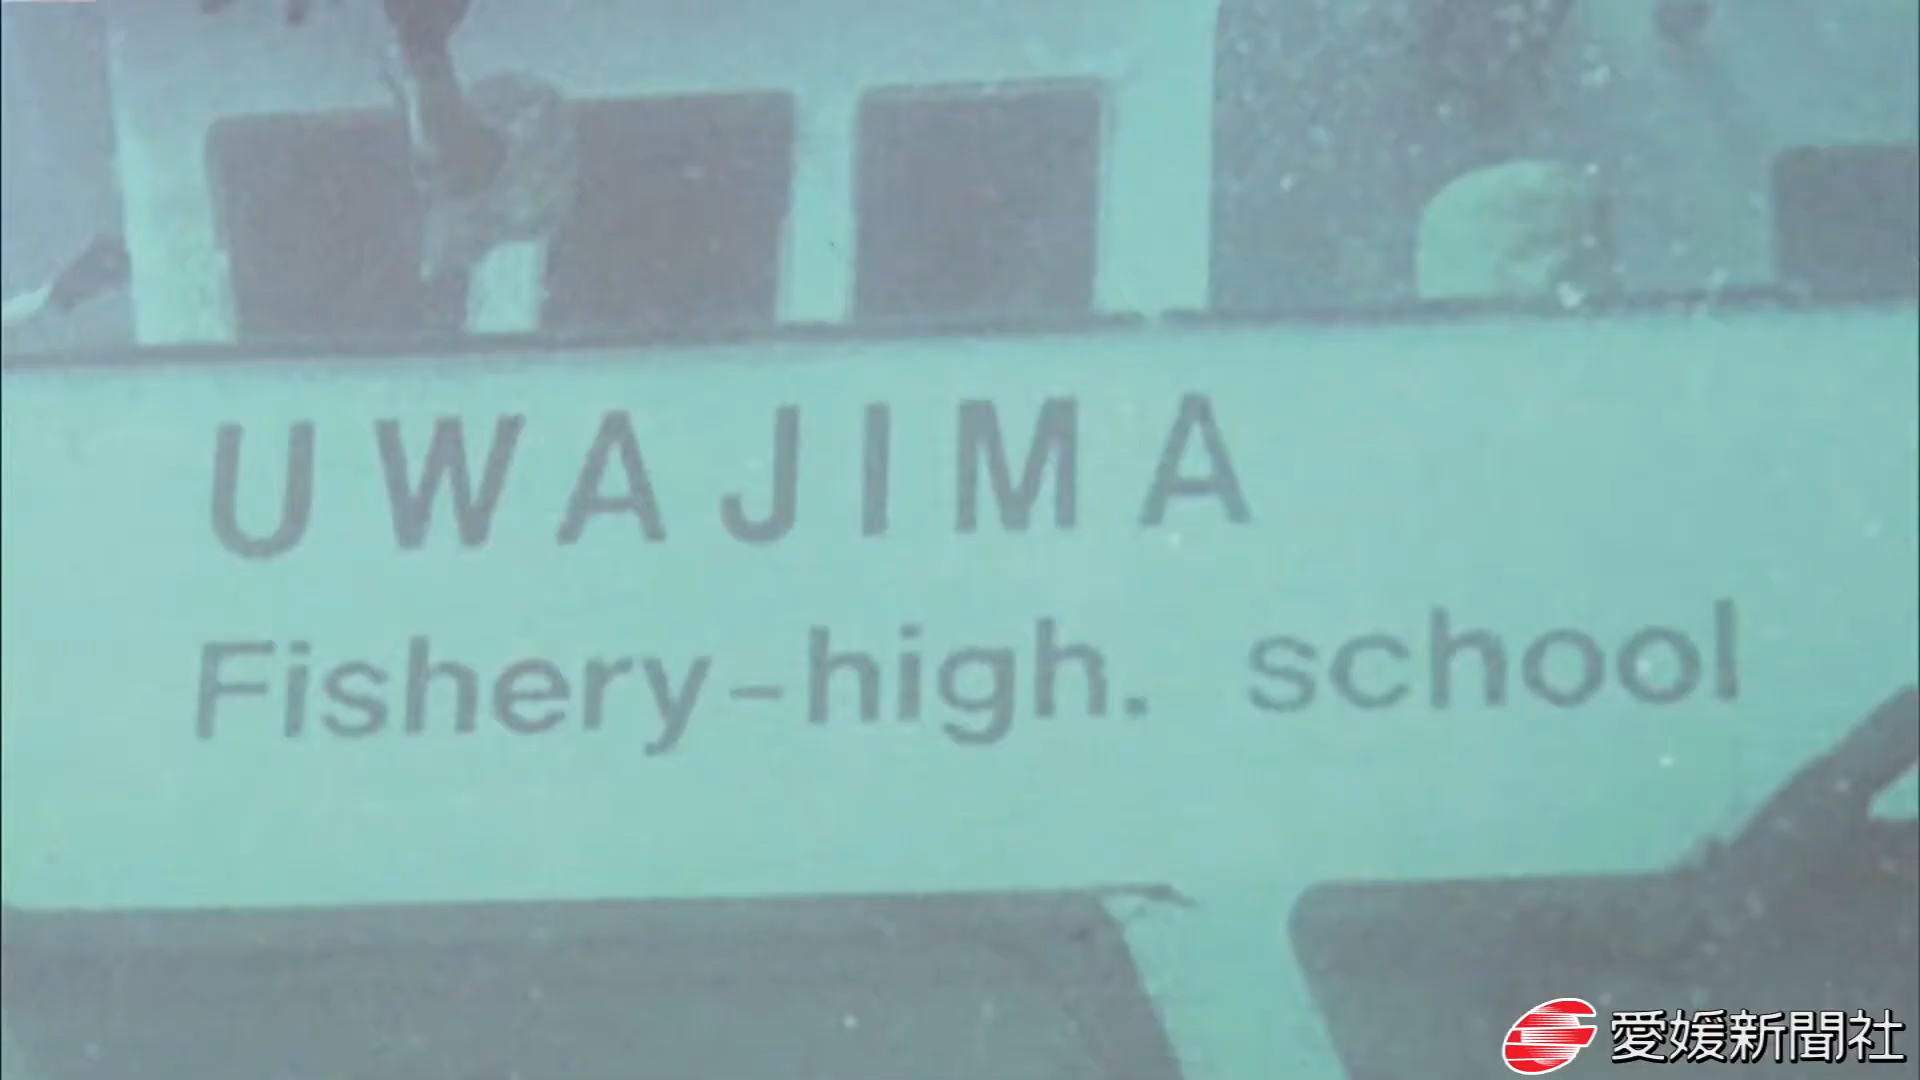 UWAJIMA
Fishery-high. school
愛媛新聞社